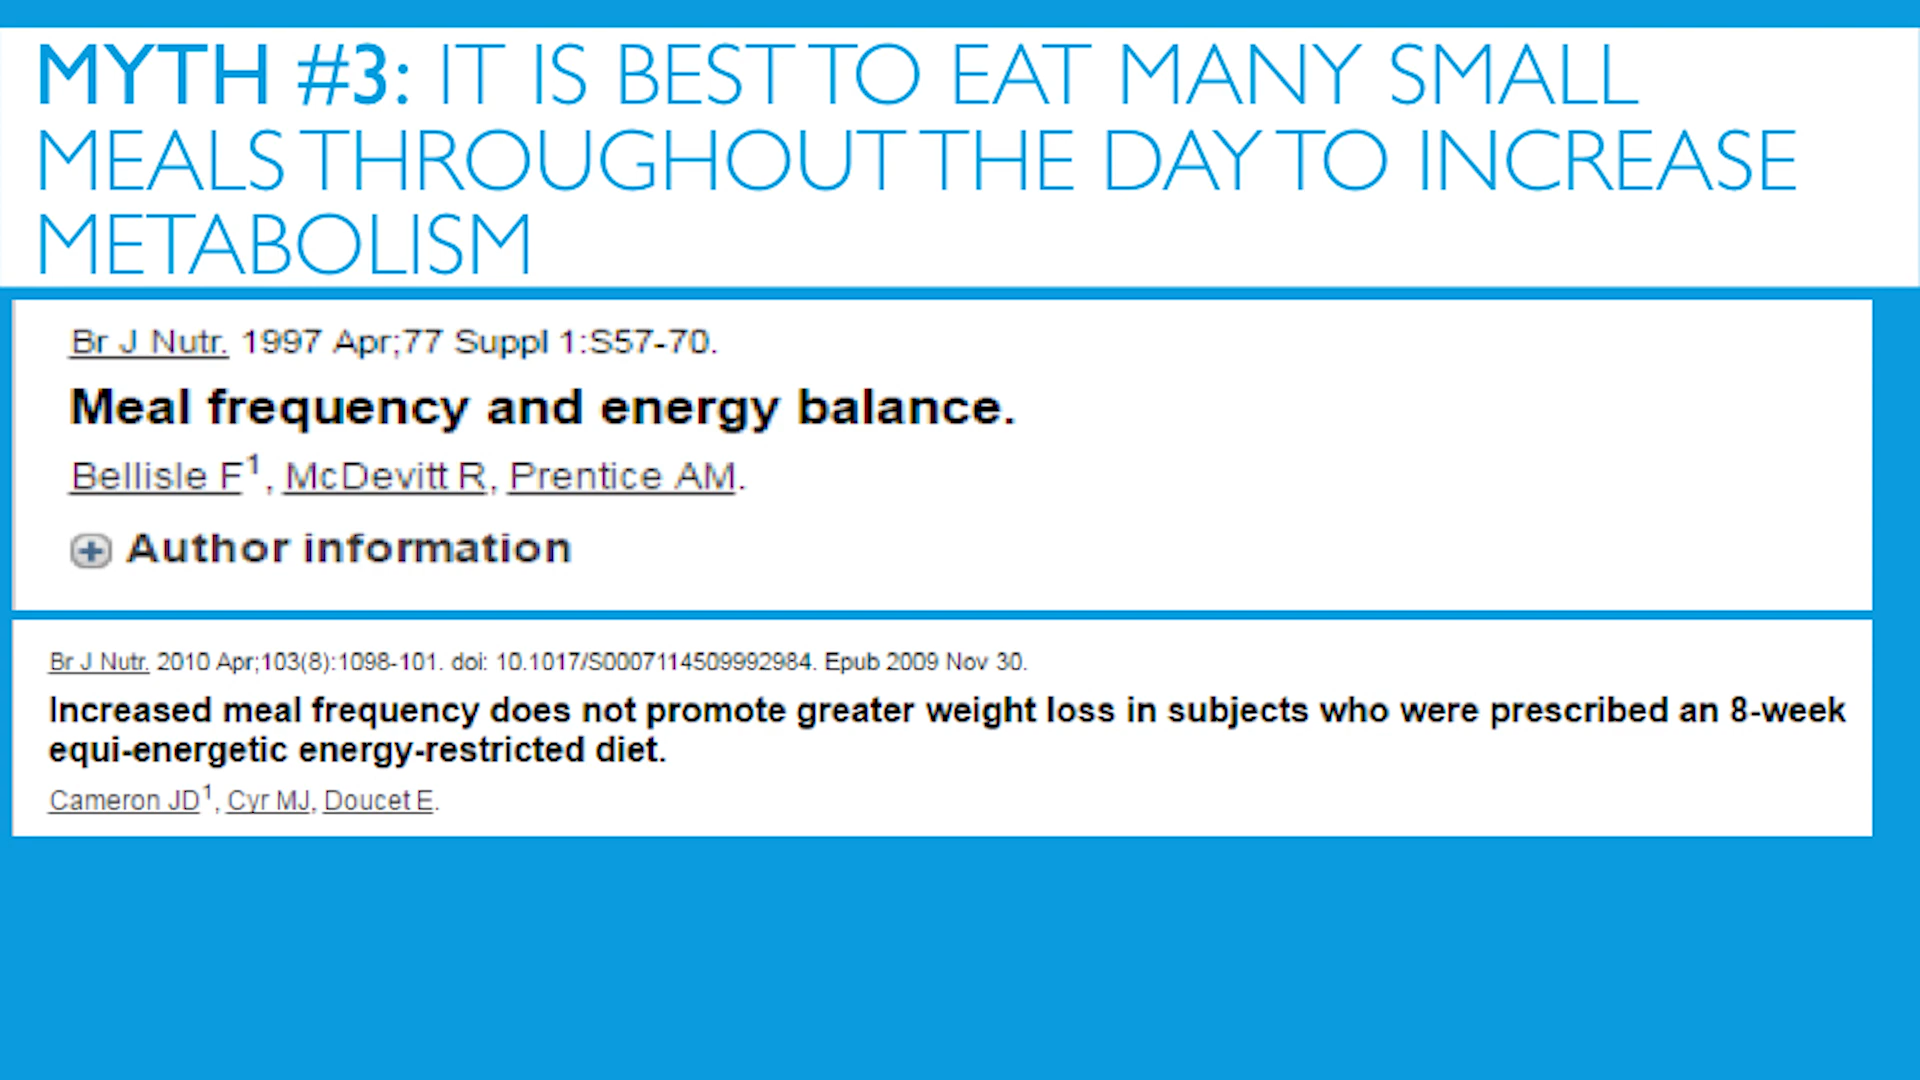 MYTH #3: IT IS BEST TO EAT MANY SMALL
MEALS THROUGHOUT THE DAY TO INCREASE
METABOLISM
Br J Nutr. 1997 Apr;77 Suppl 1:S57-70.
Meal frequency and energy balance.
Bellisle F1, McDevitt R, Prentice AM.
Author information
Br J Nutr. 2010 Apr;103(8):1098-101. doi: 10.1017/S0007114509992984. Epub 2009 Nov 30.
Increased meal frequency does not promote greater weight loss in subjects who were prescribed an 8-week
equi-energetic energy-restricted diet.
Cameron JD1, Cyr MJ, Doucet E.